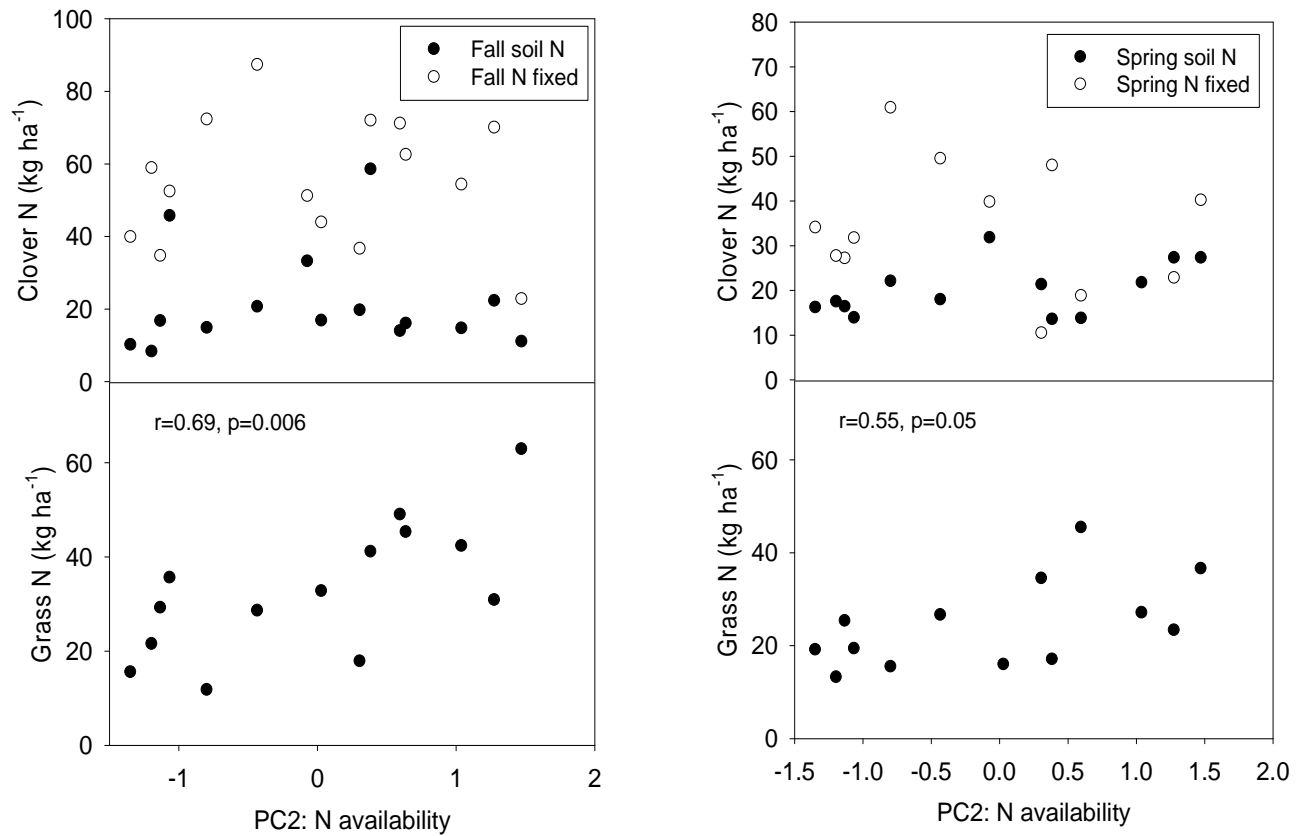 100
80
60
40
20
0
Clover N (kg ha⁻¹)
Fall soil N
Fall N fixed
r=0.69, p=0.006
60
40
20
0
Grass N (kg ha⁻¹)
-1 0 1 2
PC2: N availability
80
70
60
50
40
30
20
10
0
Clover N (kg ha⁻¹)
Spring soil N
Spring N fixed
r=0.55, p=0.05
60
40
20
0
Grass N (kg ha⁻¹)
-1.5 -1.0 -0.5 0.0 0.5 1.0 1.5 2.0
PC2: N availability